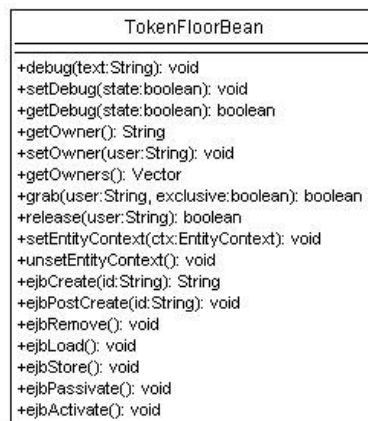 TokenFloorBean
+debug(text:String): void
+setDebug(state:boolean): void
+getDebug(state:boolean): boolean
+getOwner(): String
+setOwner(user:String): void
+getOwners(): Vector
+grab(user:String, exclusive:boolean): boolean
+release(user:String): boolean
+setEntityContext(ctx:EntityContext): void
+unsetEntityContext(): void
+ejbCreate(id:String): String
+ejbPostCreate(id:String): void
+ejbRemove(): void
+ejbLoad(): void
+ejbStore(): void
+ejbPassivate(): void
+ejbActivate(): void